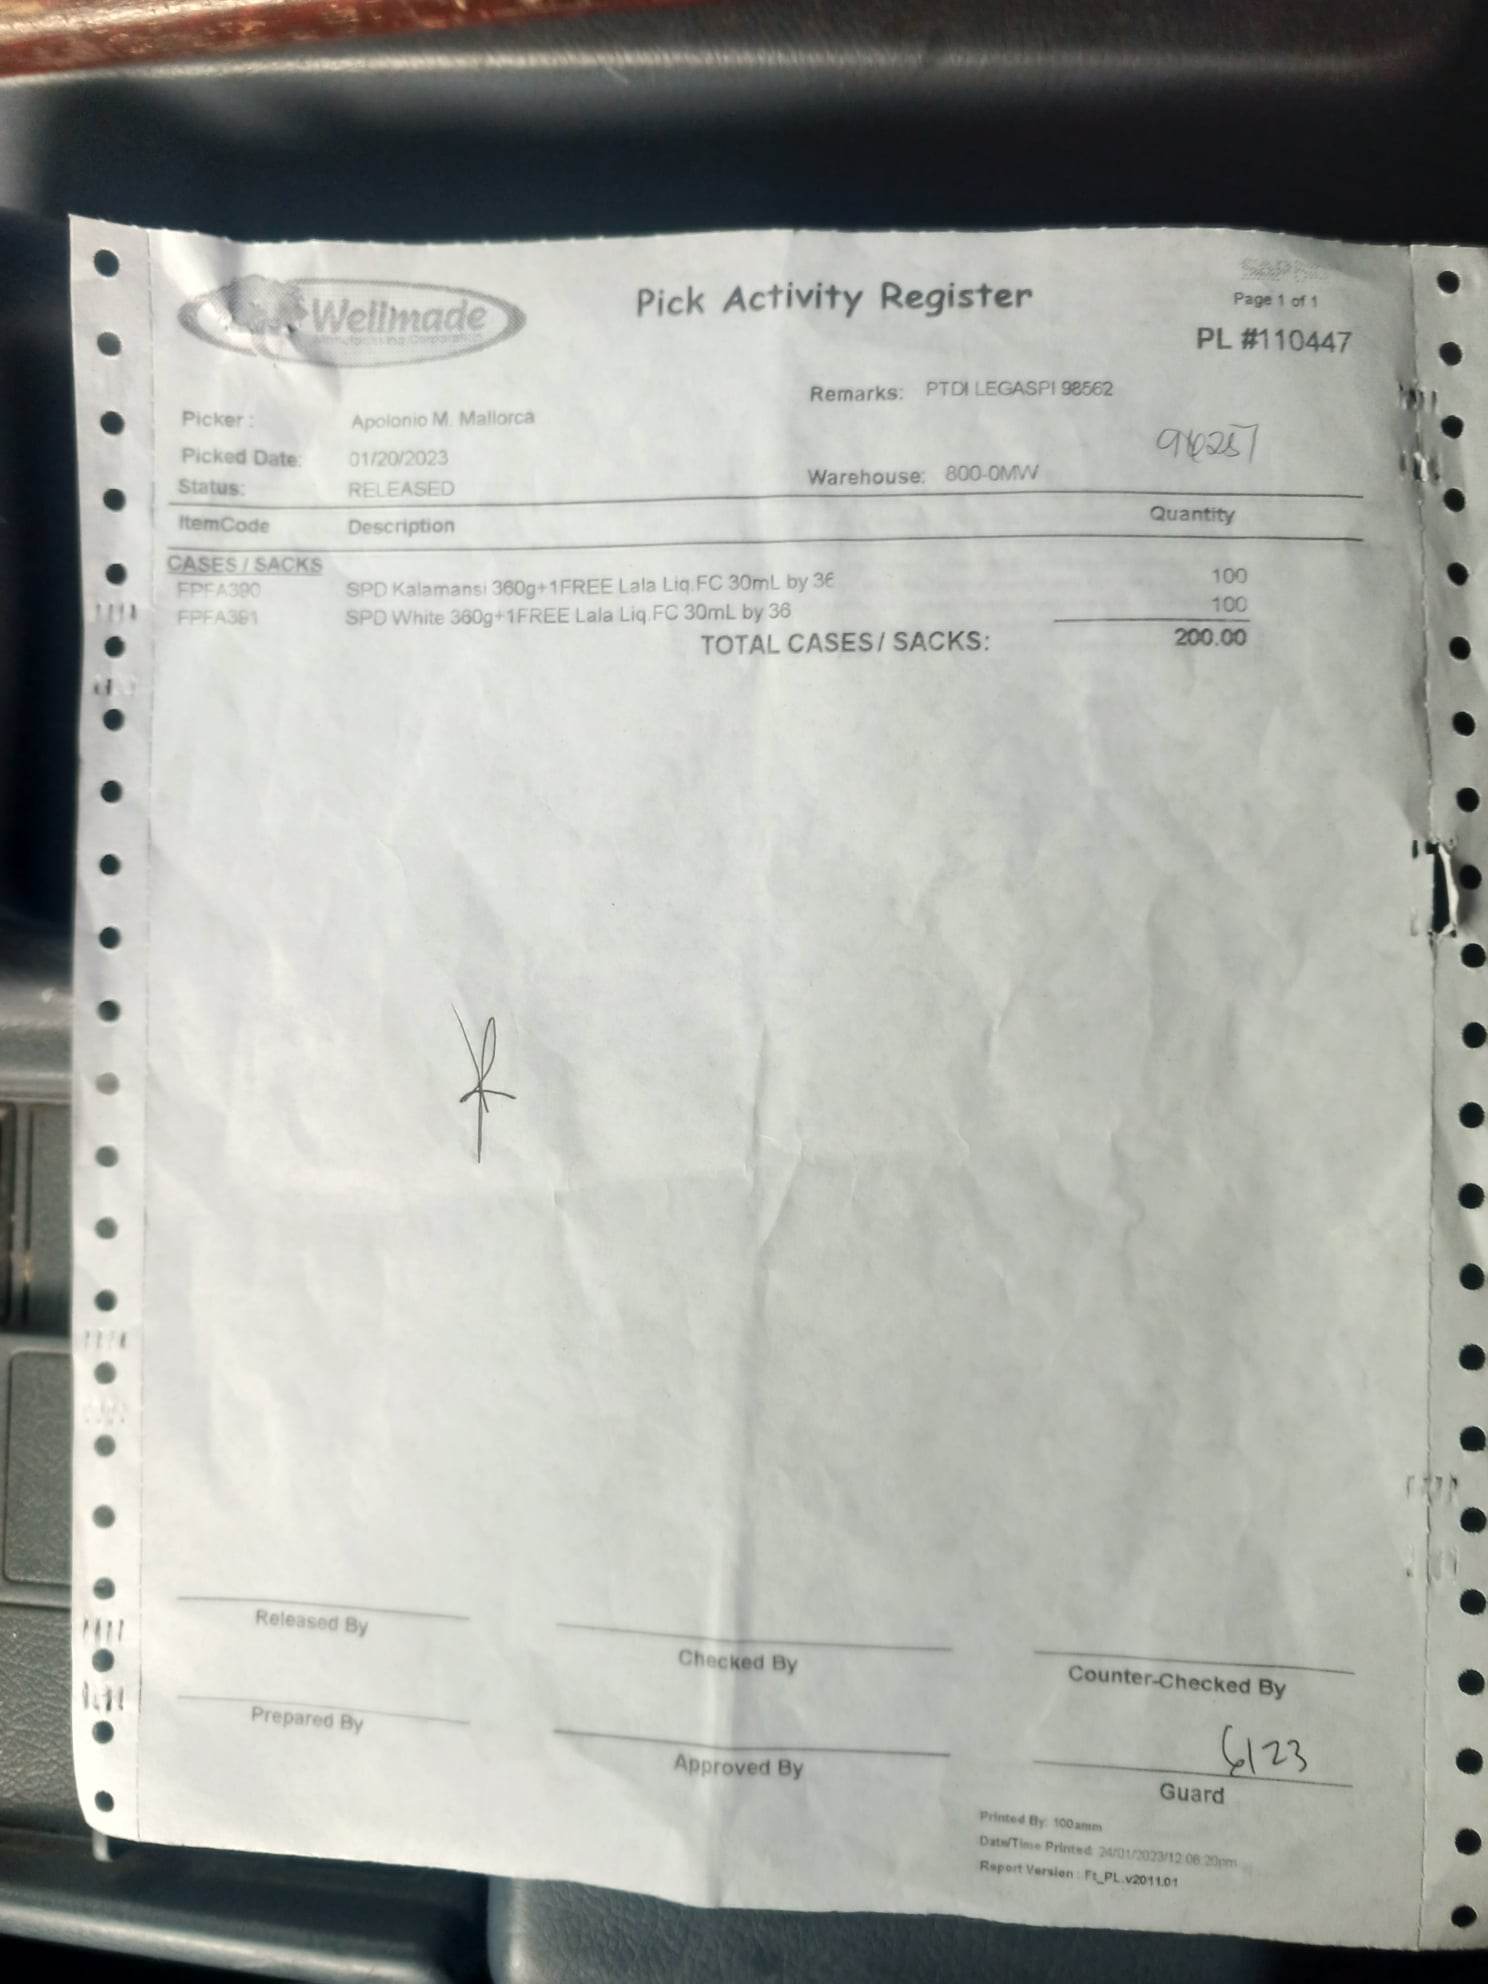 Wellmade
Manufacturing Corporation
Pick Activity Register
Page 1 of 1
PL #110447
Remarks: PTDI LEGASPI 98562
Picker : Apolonio M. Mallorca
Picked Date: 01/20/2023
Warehouse: 800-0MW
Status: RELEASED
ItemCode Description Quantity
CASES / SACKS
FPFA390 SPD Kalamansi 360g+1FREE Lala Liq.FC 30mL by 36 100
FPFA391 SPD White 360g+1FREE Lala Liq.FC 30mL by 36 100
TOTAL CASES / SACKS: 200.00
Released By
Checked By
Counter-Checked By
Prepared By
Approved By
6123
Guard
Printed By: 100amm
Date/Time Printed: 24/01/2023/12:06:20pm
Report Version : Ft_PL.v2011.01